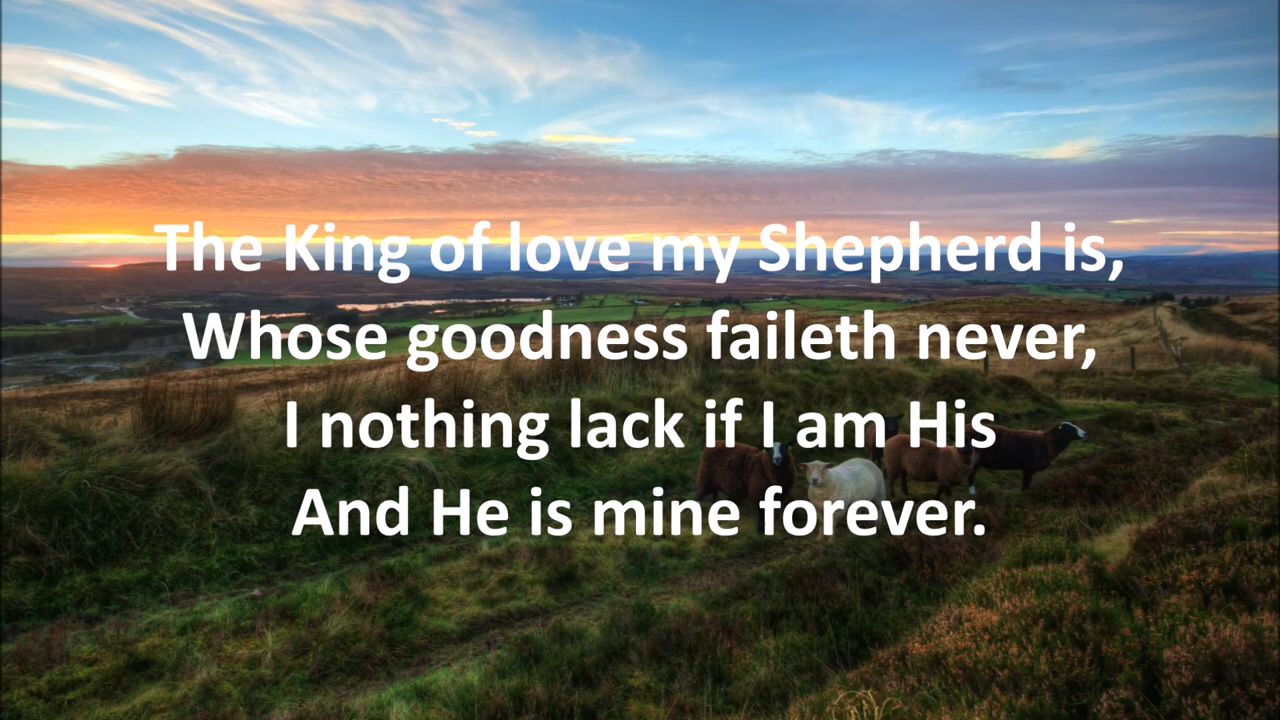 The King of love my Shepherd is,
Whose goodness faileth never,
I nothing lack if I am His
And He is mine forever.